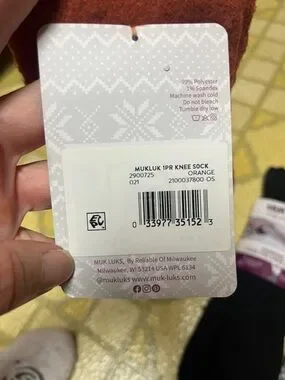 99% Polyester
1% Spandex
Machine wash cold
Do not bleach
Tumble dry low
MUKLUK 1PR KNEE SOCK
2900725 ORANGE
021 2100037800 OS
0 33977 35152 3
MUK LUKS, By Reliable Of Milwaukee
Milwaukee, WI 53214 USA WPL 6134
@mukluks www.muk-luks.com